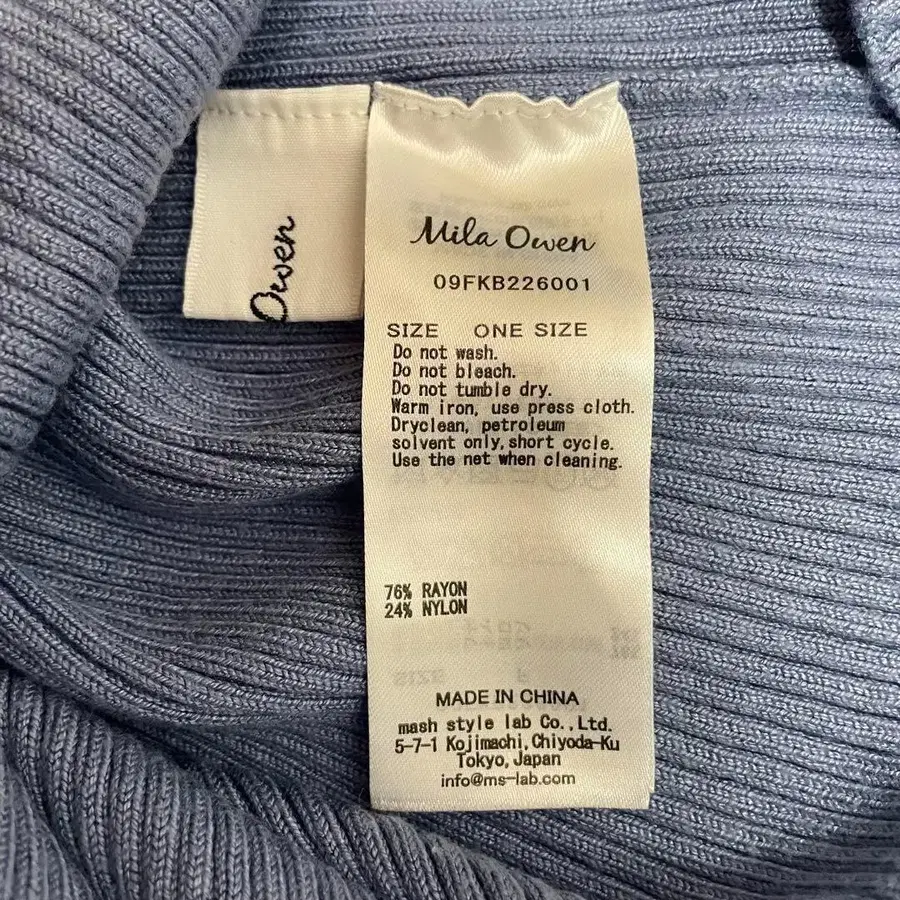 Owen
Mila Owen
09FKB226001
SIZE ONE SIZE
Do not wash.
Do not bleach.
Do not tumble dry.
Warm iron, use press cloth.
Dryclean, petroleum
solvent only,short cycle.
Use the net when cleaning.
76% RAYON
24% NYLON
MADE IN CHINA
mash style lab Co.,Ltd.
5-7-1 Kojimachi,Chiyoda-Ku
Tokyo,Japan
info@ms-lab.com